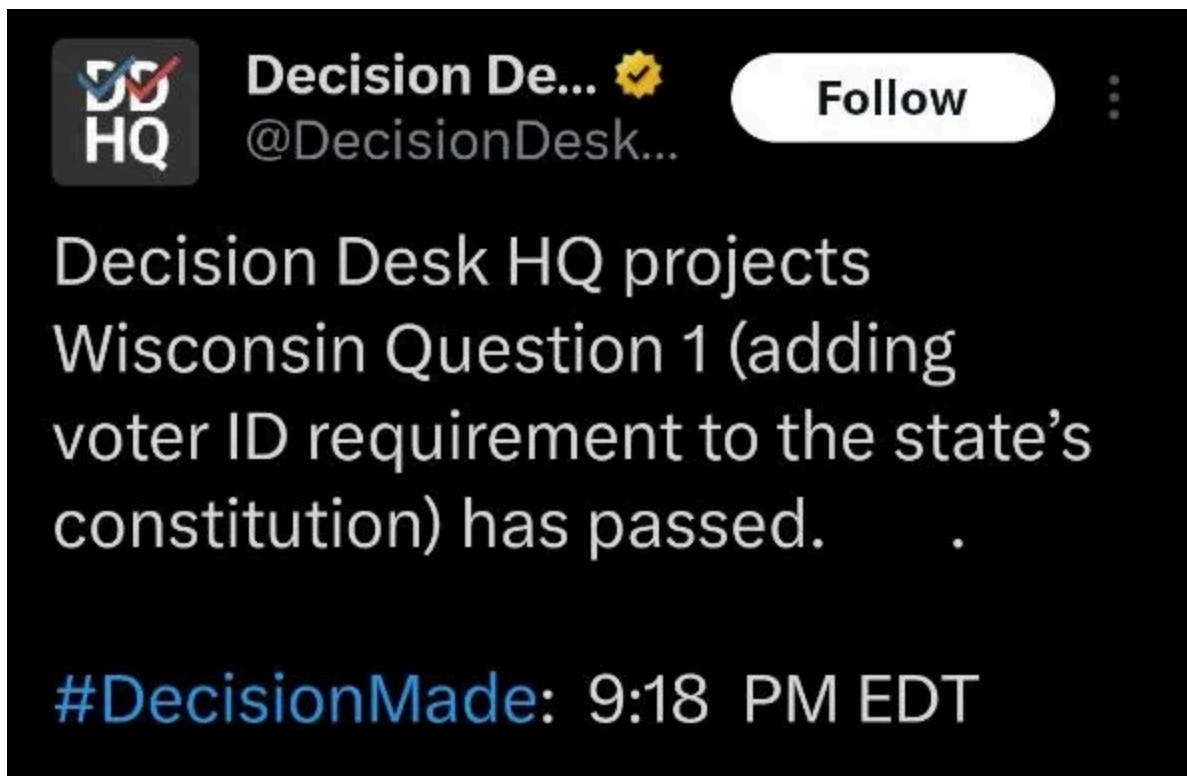 DD
HQ
Decision De...
@DecisionDesk...
Follow
Decision Desk HQ projects
Wisconsin Question 1 (adding
voter ID requirement to the state’s
constitution) has passed. .
#DecisionMade: 9:18 PM EDT